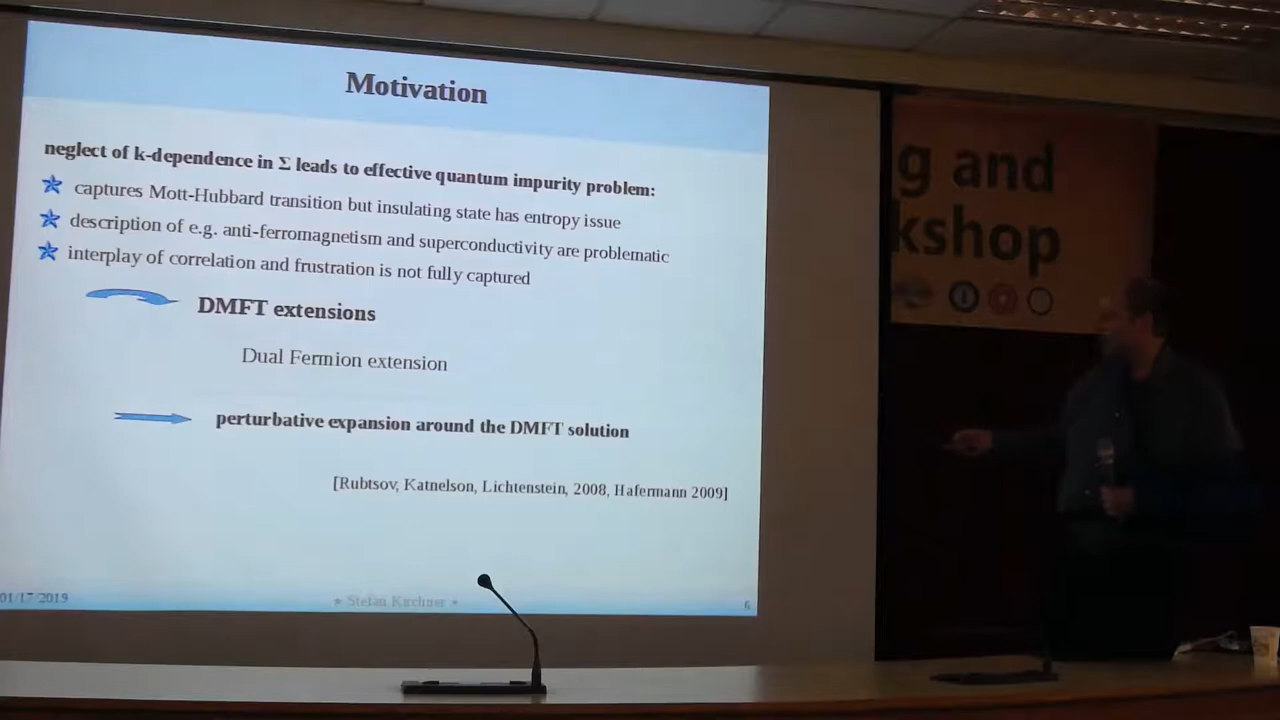 Motivation
neglect of k-dependence in Σ leads to effective quantum impurity problem:
captures Mott-Hubbard transition but insulating state has entropy issue
description of e.g. anti-ferromagnetism and superconductivity are problematic
interplay of correlation and frustration is not fully captured
DMFT extensions
Dual Fermion extension
perturbative expansion around the DMFT solution
[Rubtsov, Katnelson, Lichtenstein, 2008, Hafermann 2009]
01/17/2019
★ Stefan Kirchner ★
6
g and
kshop